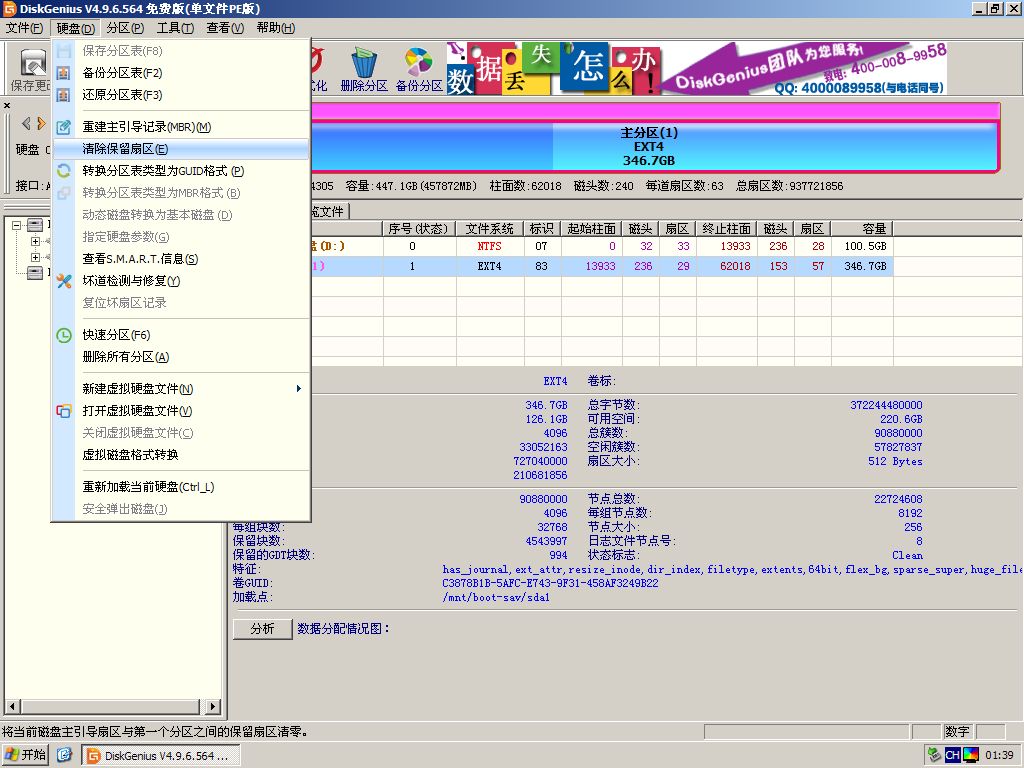 DiskGenius V4.9.6.564 免费版(单文件PE版)
文件(F) 硬盘(D) 分区(P) 工具(T) 查看(V) 帮助(H)
保存更
删除分区 备份分区
数据丢失怎么办！
DiskGenius团队为您服务!
致电: 400-008-9958
QQ: 4000089958(与电话同号)
保存分区表(F8)
备份分区表(F2)
还原分区表(F3)
重建主引导记录(MBR)(M)
清除保留扇区(E)
转换分区表类型为GUID格式 (P)
转换分区表类型为MBR格式 (B)
动态磁盘转换为基本磁盘 (D)
指定硬盘参数(G)
查看S.M.A.R.T.信息(S)
坏道检测与修复(Y)
复位坏扇区记录
快速分区(F6)
删除所有分区(A)
新建虚拟硬盘文件(N)
打开虚拟硬盘文件(V)
关闭虚拟硬盘文件(C)
虚拟磁盘格式转换
重新加载当前硬盘(Ctrl_L)
安全弹出磁盘(J)
硬盘
接口:
主分区(1)
EXT4
346.7GB
4305 容量:447.1GB(457872MB) 柱面数:62018 磁头数:240 每道扇区数:63 总扇区数:937721856
览文件
序号(状态) 文件系统 标识 起始柱面 磁头 扇区 终止柱面 磁头 扇区 容量
盘(D:) 0 NTFS 07 0 32 33 13933 236 28 100.5GB
1) 1 EXT4 83 13933 236 29 62018 153 57 346.7GB
EXT4 卷标:
346.7GB 总字节数: 372244480000
126.1GB 可用空间: 220.6GB
4096 总簇数: 90880000
33052163 空闲簇数: 57827837
727040000 扇区大小: 512 Bytes
210681856
90880000 节点总数: 22724608
4096 每组节点数: 8192
每组块数: 32768 节点大小: 256
保留块数: 4543997 日志文件节点号: 8
保留的GDT块数: 994 状态标志: Clean
特征: has_journal,ext_attr,resize_inode,dir_index,filetype,extents,64bit,flex_bg,sparse_super,huge_file
卷GUID: C3878B1B-5AFC-E743-9F31-458AF3249B22
加载点: /mnt/boot-sav/sda1
分析 数据分配情况图:
将当前磁盘主引导扇区与第一个分区之间的保留扇区清零。
数字
开始 DiskGenius V4.9.6.564 ... CH 01:39